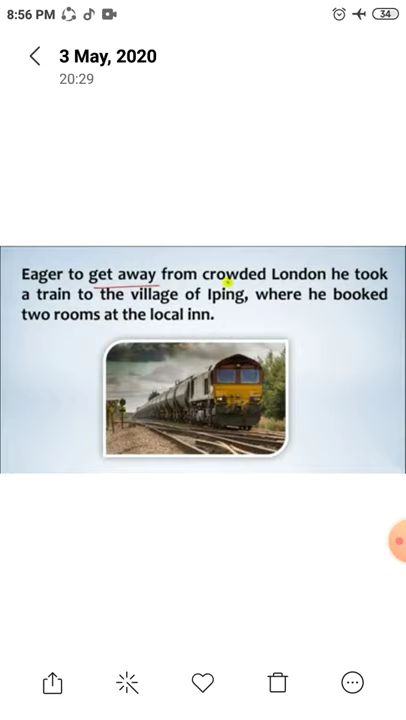 8:56 PM
34
3 May, 2020
20:29
Eager to get away from crowded London he took
a train to the village of Iping, where he booked
two rooms at the local inn.